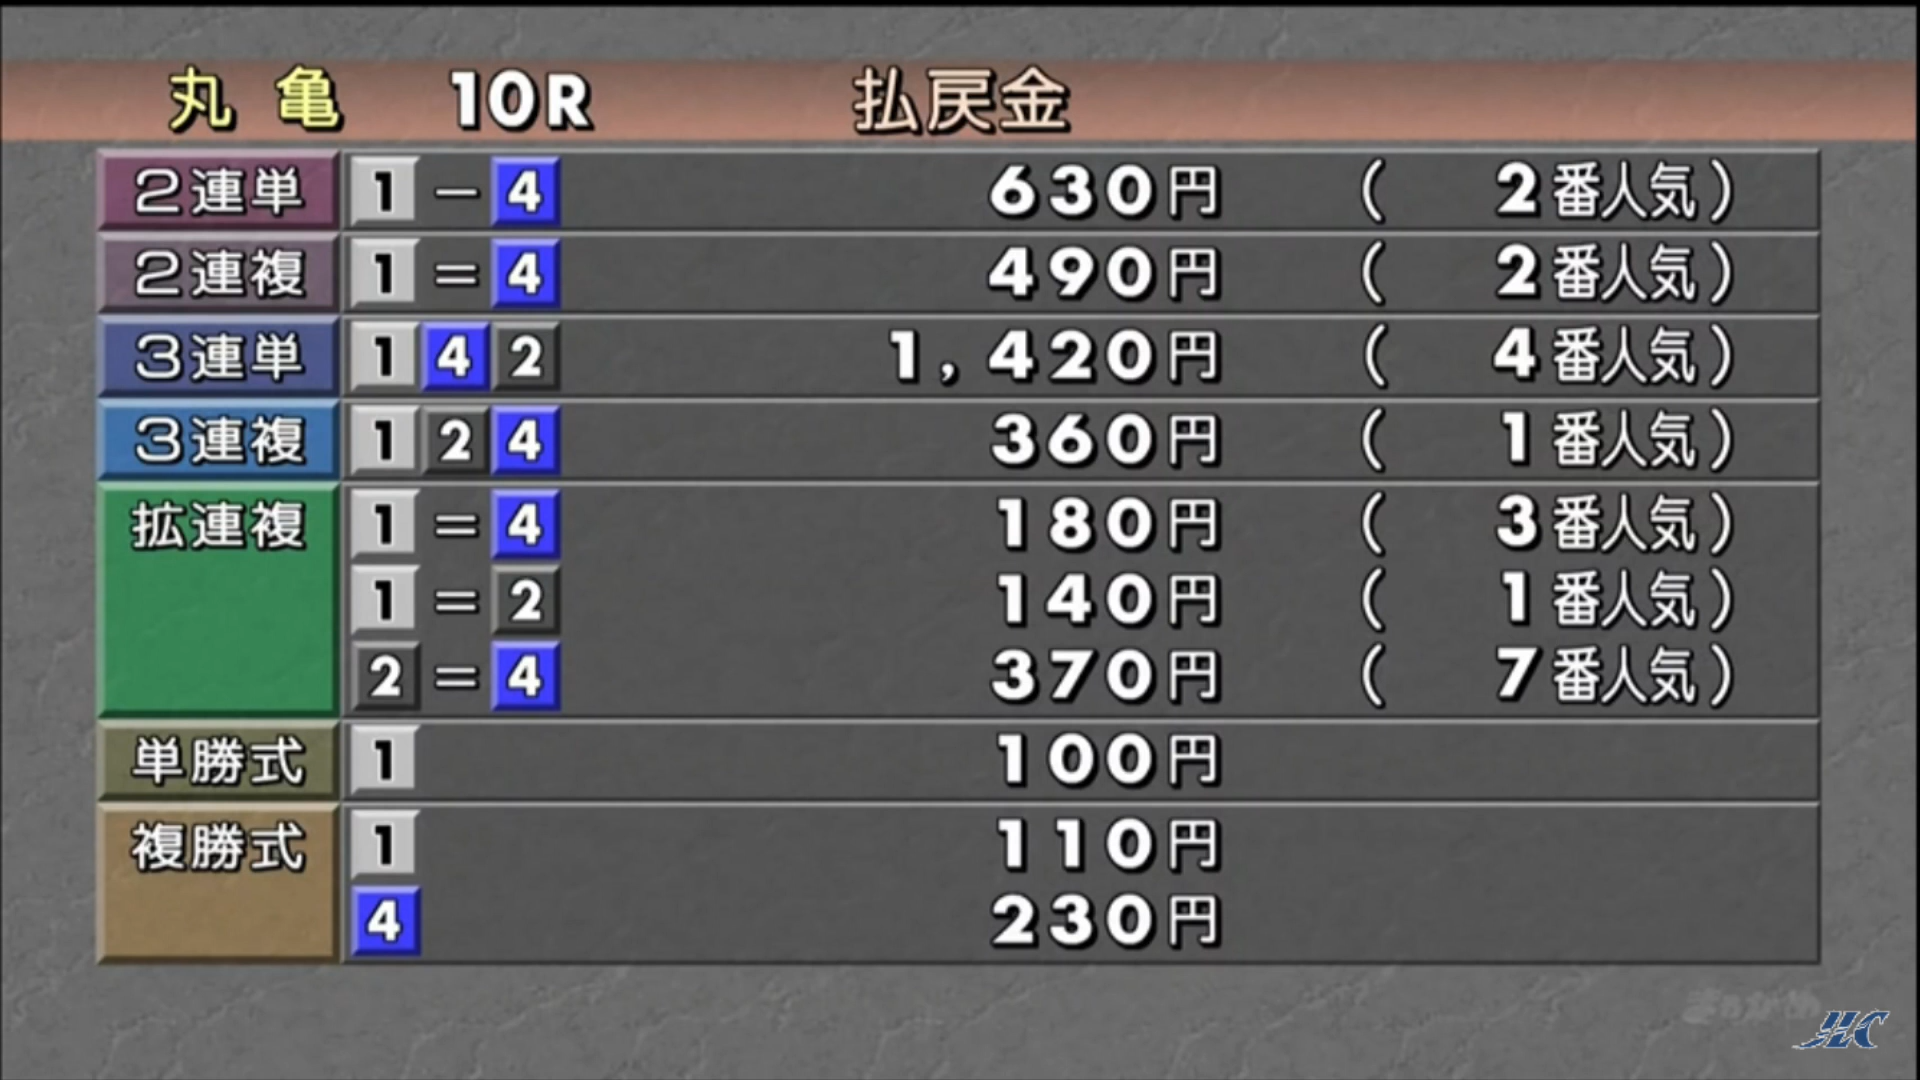 丸亀 10R 払戻金
２連単 1 － 4 630円 ( 2番人気 )
２連複 1 ＝ 4 490円 ( 2番人気 )
３連単 1 4 2 1,420円 ( 4番人気 )
３連複 1 2 4 360円 ( 1番人気 )
拡連複 1 ＝ 4 180円 ( 3番人気 )
1 ＝ 2 140円 ( 1番人気 )
2 ＝ 4 370円 ( 7番人気 )
単勝式 1 100円
複勝式 1 110円
4 230円
JLC